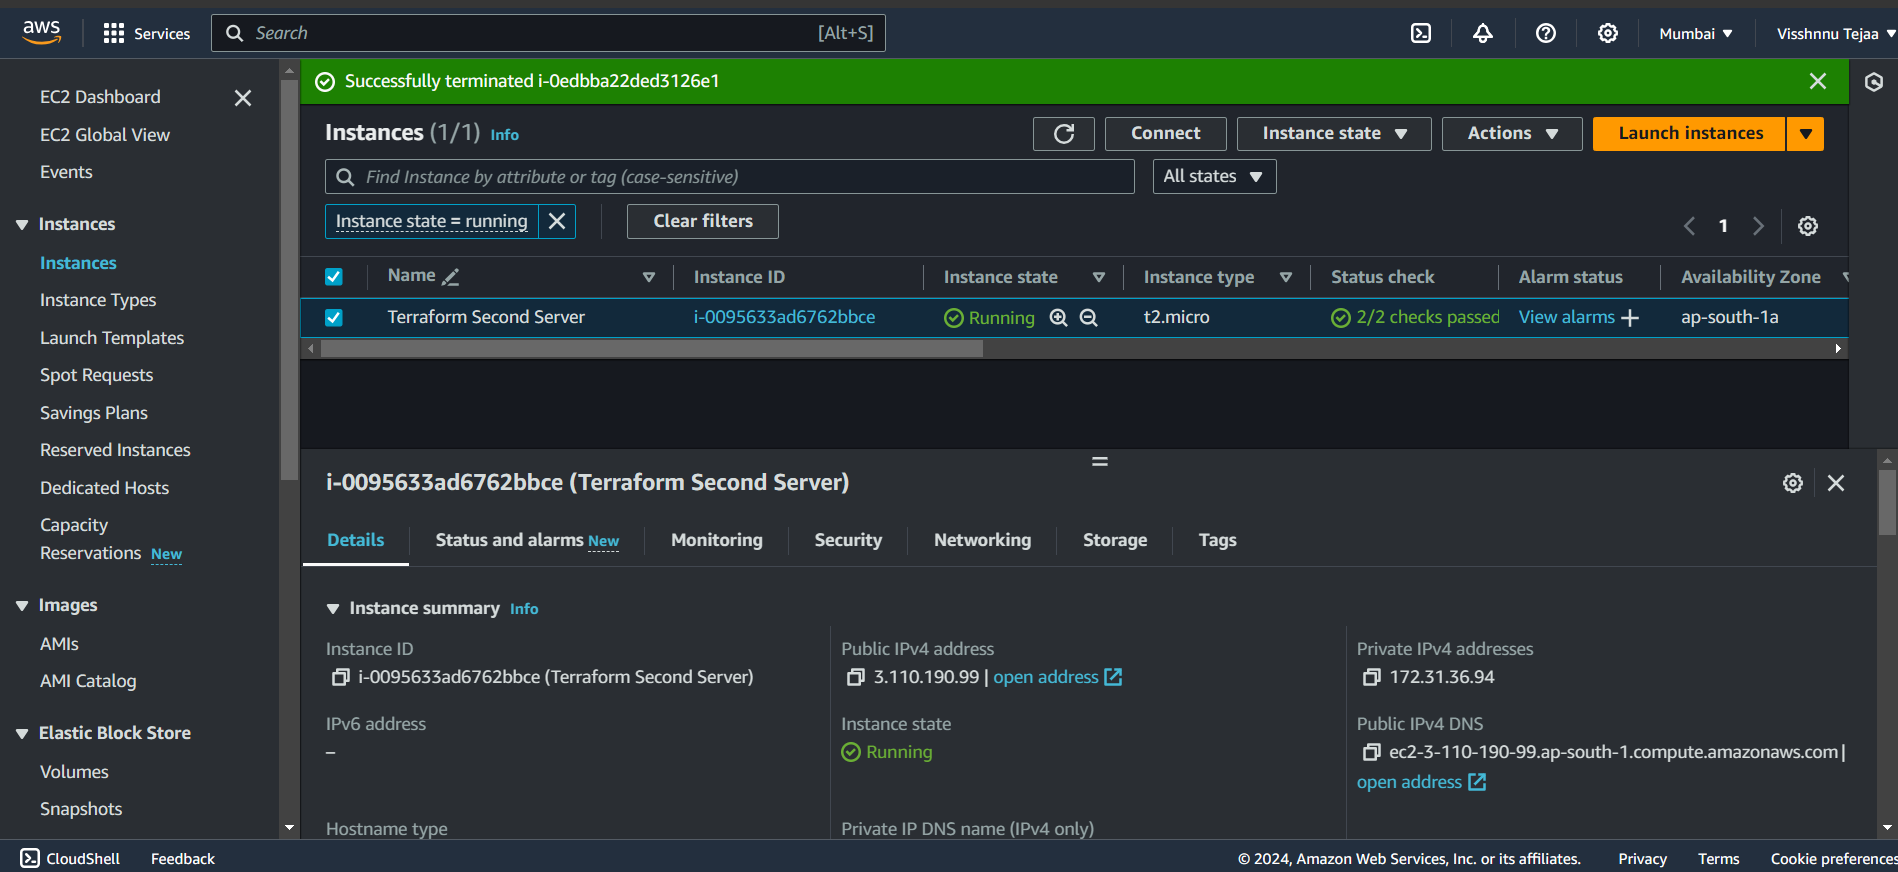 aws
Services
Search
[Alt+S]
Mumbai
Visshnnu Tejaa
EC2 Dashboard
EC2 Global View
Events
Instances
Instances
Instance Types
Launch Templates
Spot Requests
Savings Plans
Reserved Instances
Dedicated Hosts
Capacity
Reservations New
Images
AMIs
AMI Catalog
Elastic Block Store
Volumes
Snapshots
Successfully terminated i-0edbba22ded3126e1
Instances (1/1) Info
Connect
Instance state
Actions
Launch instances
Find Instance by attribute or tag (case-sensitive)
All states
Instance state = running
Clear filters
1
Name Instance ID Instance state Instance type Status check Alarm status Availability Zone
Terraform Second Server i-0095633ad6762bbce Running t2.micro 2/2 checks passed View alarms ap-south-1a
i-0095633ad6762bbce (Terraform Second Server)
Details Status and alarms New Monitoring Security Networking Storage Tags
Instance summary Info
Instance ID
i-0095633ad6762bbce (Terraform Second Server)
Public IPv4 address
3.110.190.99 | open address
Private IPv4 addresses
172.31.36.94
IPv6 address
–
Instance state
Running
Public IPv4 DNS
ec2-3-110-190-99.ap-south-1.compute.amazonaws.com |
open address
Hostname type
Private IP DNS name (IPv4 only)
CloudShell Feedback
© 2024, Amazon Web Services, Inc. or its affiliates. Privacy Terms Cookie preferences